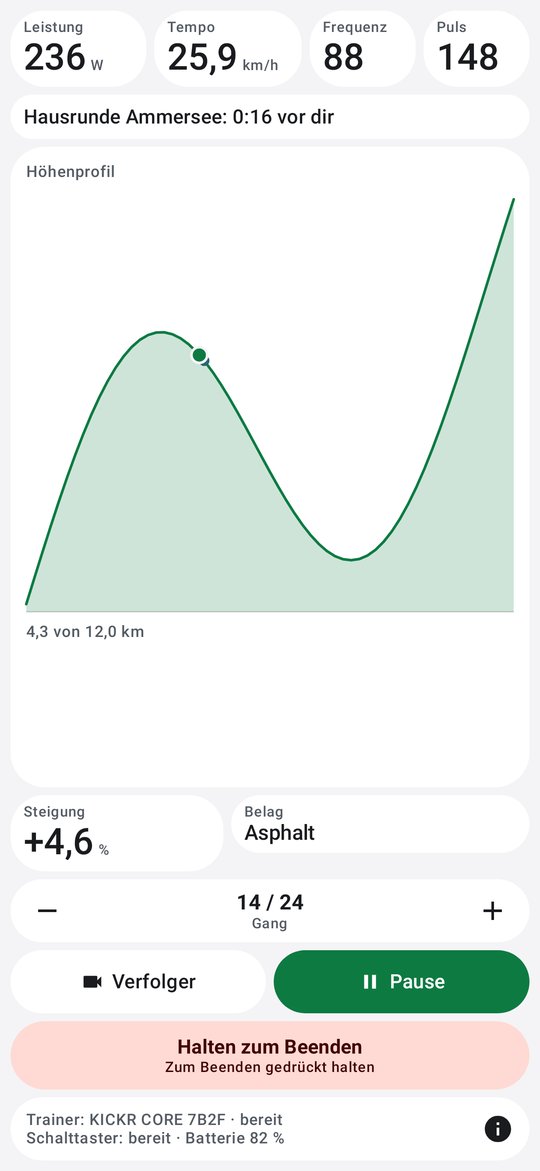 Leistung
236 W
Tempo
25,9 km/h
Frequenz
88
Puls
148
Hausrunde Ammersee: 0:16 vor dir
Höhenprofil
4,3 von 12,0 km
Steigung
+4,6 %
Belag
Asphalt
14 / 24
Gang
Verfolger
Pause
Halten zum Beenden
Zum Beenden gedrückt halten
Trainer: KICKR CORE 7B2F · bereit
Schalttaster: bereit · Batterie 82 %